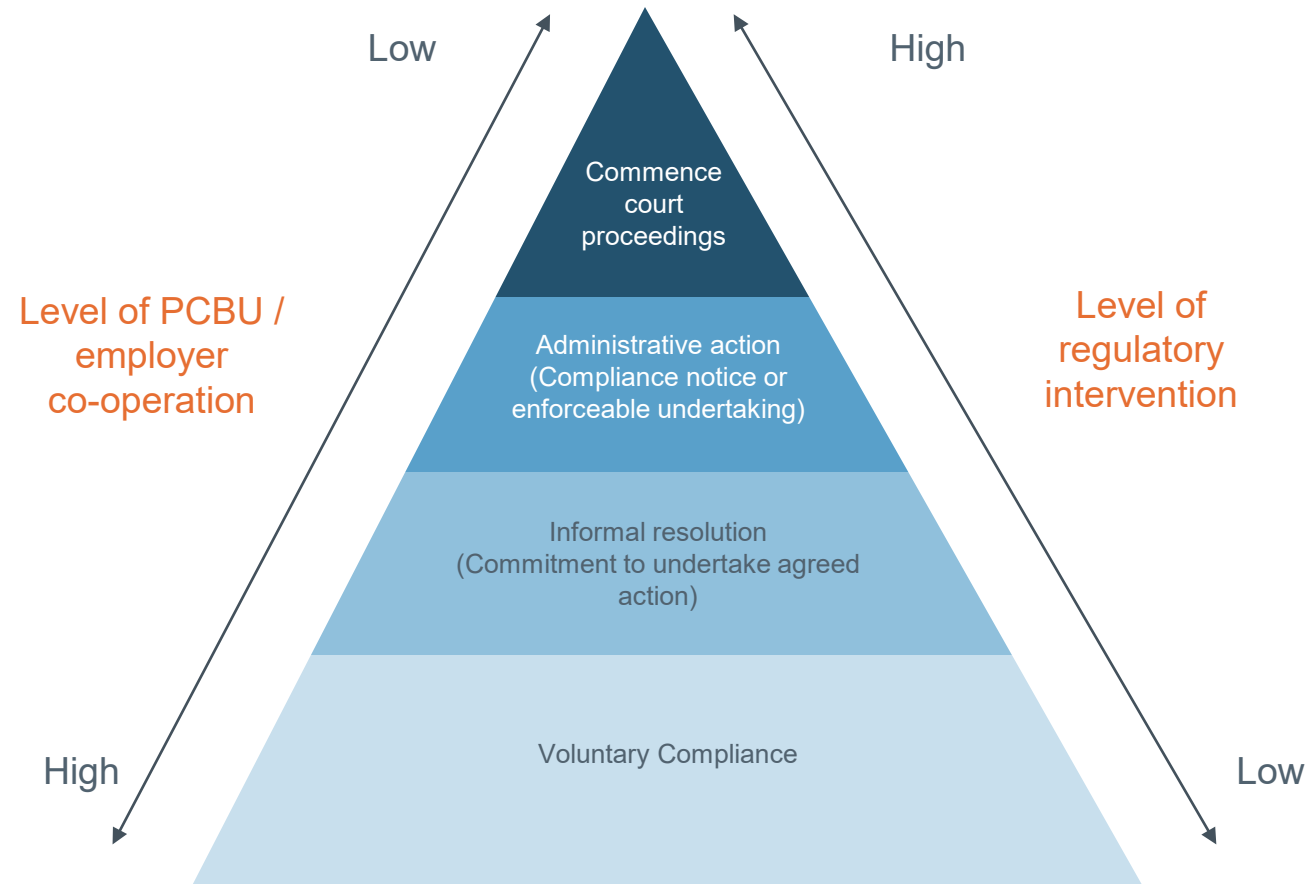 Low
High
Commence
court
proceedings
Level of PCBU /
employer
co-operation
Level of
regulatory
intervention
Administrative action
(Compliance notice or
enforceable undertaking)
Informal resolution
(Commitment to undertake agreed
action)
Voluntary Compliance
High
Low